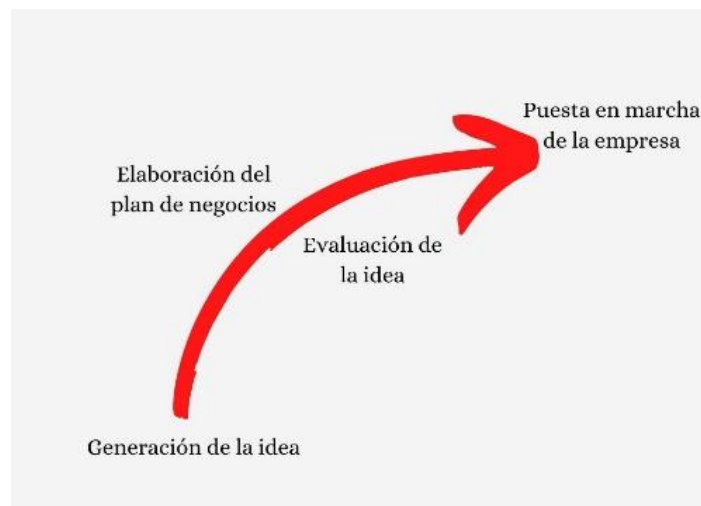 Puesta en marcha
de la empresa
Elaboración del
plan de negocios
Evaluación de
la idea
Generación de la idea